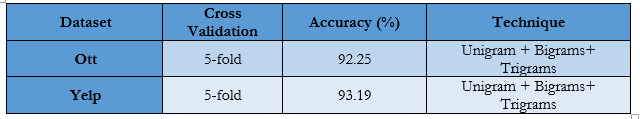 Dataset Cross Validation Accuracy (%) Technique
Ott 5-fold 92.25 Unigram + Bigrams+ Trigrams
Yelp 5-fold 93.19 Unigram + Bigrams+ Trigrams